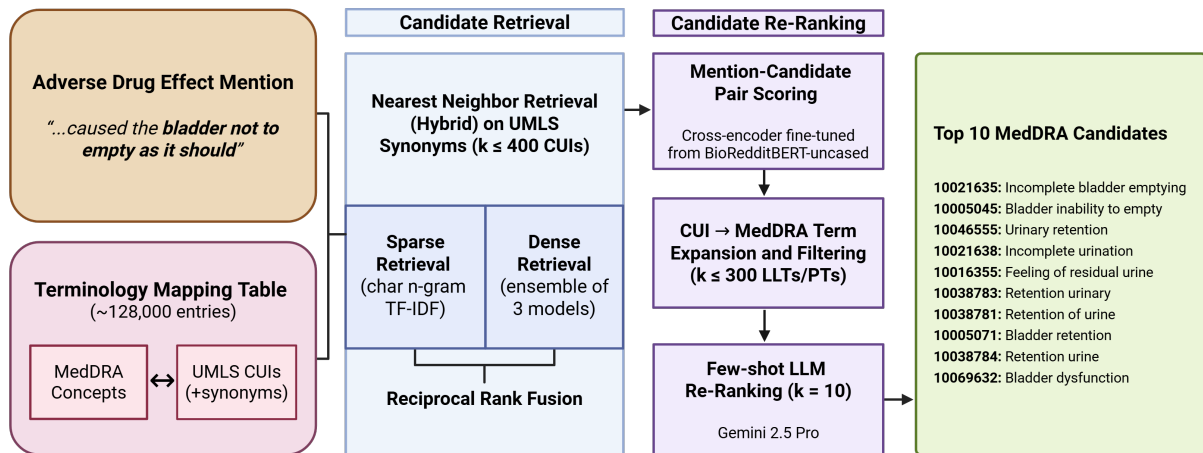 Adverse Drug Effect Mention
“...caused the bladder not to
empty as it should”
Terminology Mapping Table
(~128,000 entries)
MedDRA
Concepts
UMLS CUIs
(+synonyms)
Candidate Retrieval
Nearest Neighbor Retrieval
(Hybrid) on UMLS
Synonyms (k ≤ 400 CUIs)
Sparse
Retrieval
(char n-gram
TF-IDF)
Dense
Retrieval
(ensemble of
3 models)
Reciprocal Rank Fusion
Candidate Re-Ranking
Mention-Candidate
Pair Scoring
Cross-encoder fine-tuned
from BioRedditBERT-uncased
CUI → MedDRA Term
Expansion and Filtering
(k ≤ 300 LLTs/PTs)
Few-shot LLM
Re-Ranking (k = 10)
Gemini 2.5 Pro
Top 10 MedDRA Candidates
10021635: Incomplete bladder emptying
10005045: Bladder inability to empty
10046555: Urinary retention
10021638: Incomplete urination
10016355: Feeling of residual urine
10038783: Retention urinary
10038781: Retention of urine
10005071: Bladder retention
10038784: Retention urine
10069632: Bladder dysfunction